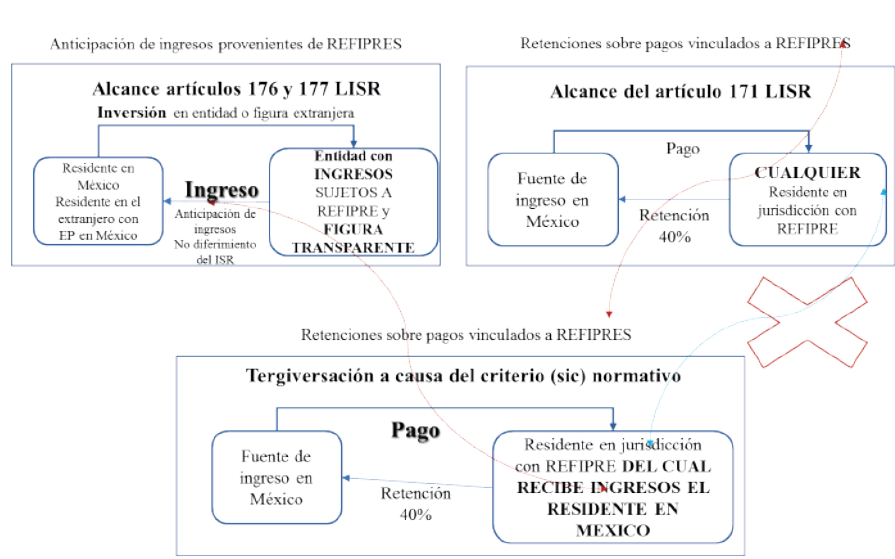 Anticipación de ingresos provenientes de REFIPRES
Alcance artículos 176 y 177 LISR
Inversión en entidad o figura extranjera
Residente en
México
Residente en el
extranjero con
EP en México
Ingreso
Anticipación de
ingresos
No diferimiento
del ISR
Entidad con
INGRESOS
SUJETOS A
REFIPRE y
FIGURA
TRANSPARENTE
Retenciones sobre pagos vinculados a REFIPRES
Alcance del artículo 171 LISR
Pago
Fuente de
ingreso en
México
Retención
40%
CUALQUIER
Residente en
jurisdicción con
REFIPRE
Retenciones sobre pagos vinculados a REFIPRES
Tergiversación a causa del criterio (sic) normativo
Pago
Fuente de
ingreso en
México
Retención
40%
Residente en jurisdicción
con REFIPRE DEL CUAL
RECIBE INGRESOS EL
RESIDENTE EN
MEXICO